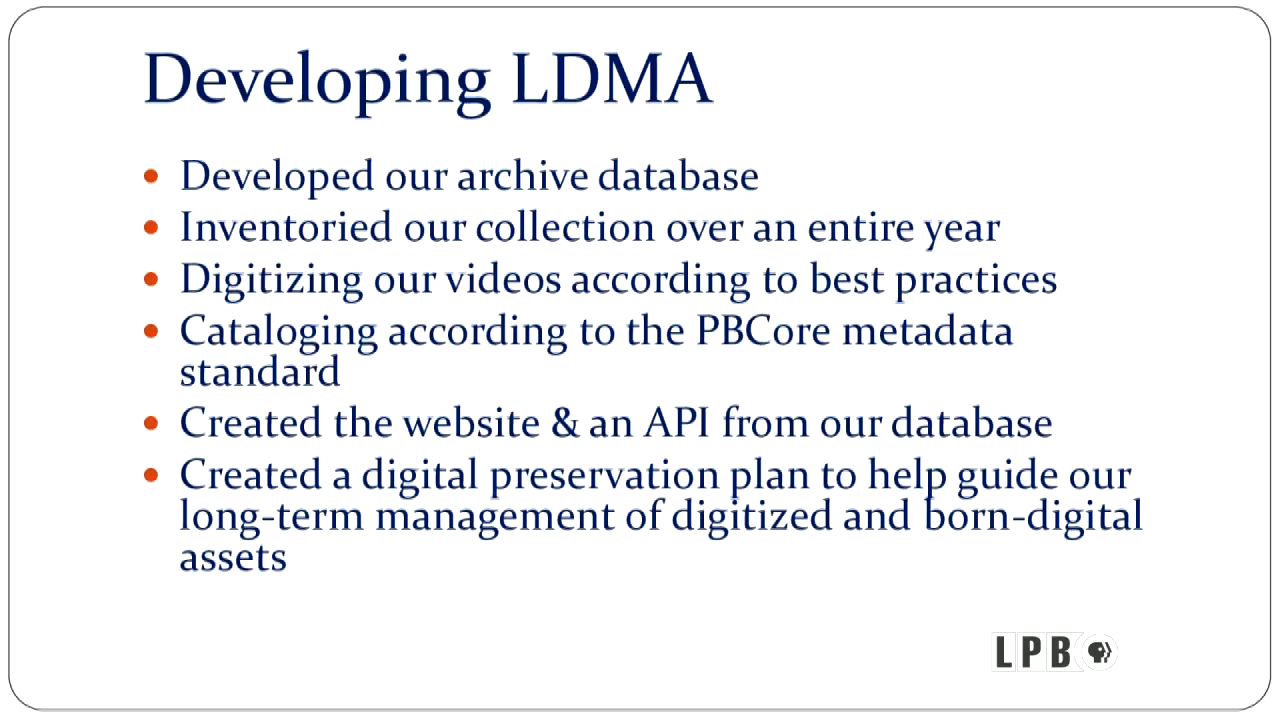 Developing LDMA
• Developed our archive database
• Inventoried our collection over an entire year
• Digitizing our videos according to best practices
• Cataloging according to the PBCore metadata
standard
• Created the website & an API from our database
• Created a digital preservation plan to help guide our
long-term management of digitized and born-digital
assets
LPB